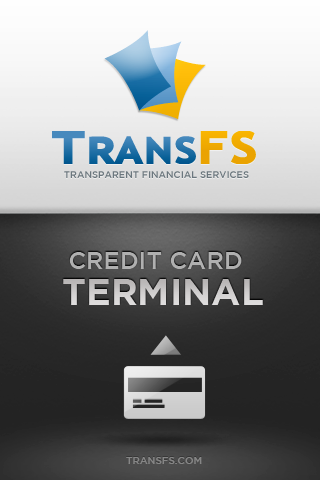 TRANSFS
TRANSPARENT FINANCIAL SERVICES
CREDIT CARD
TERMINAL
TRANSFS.COM